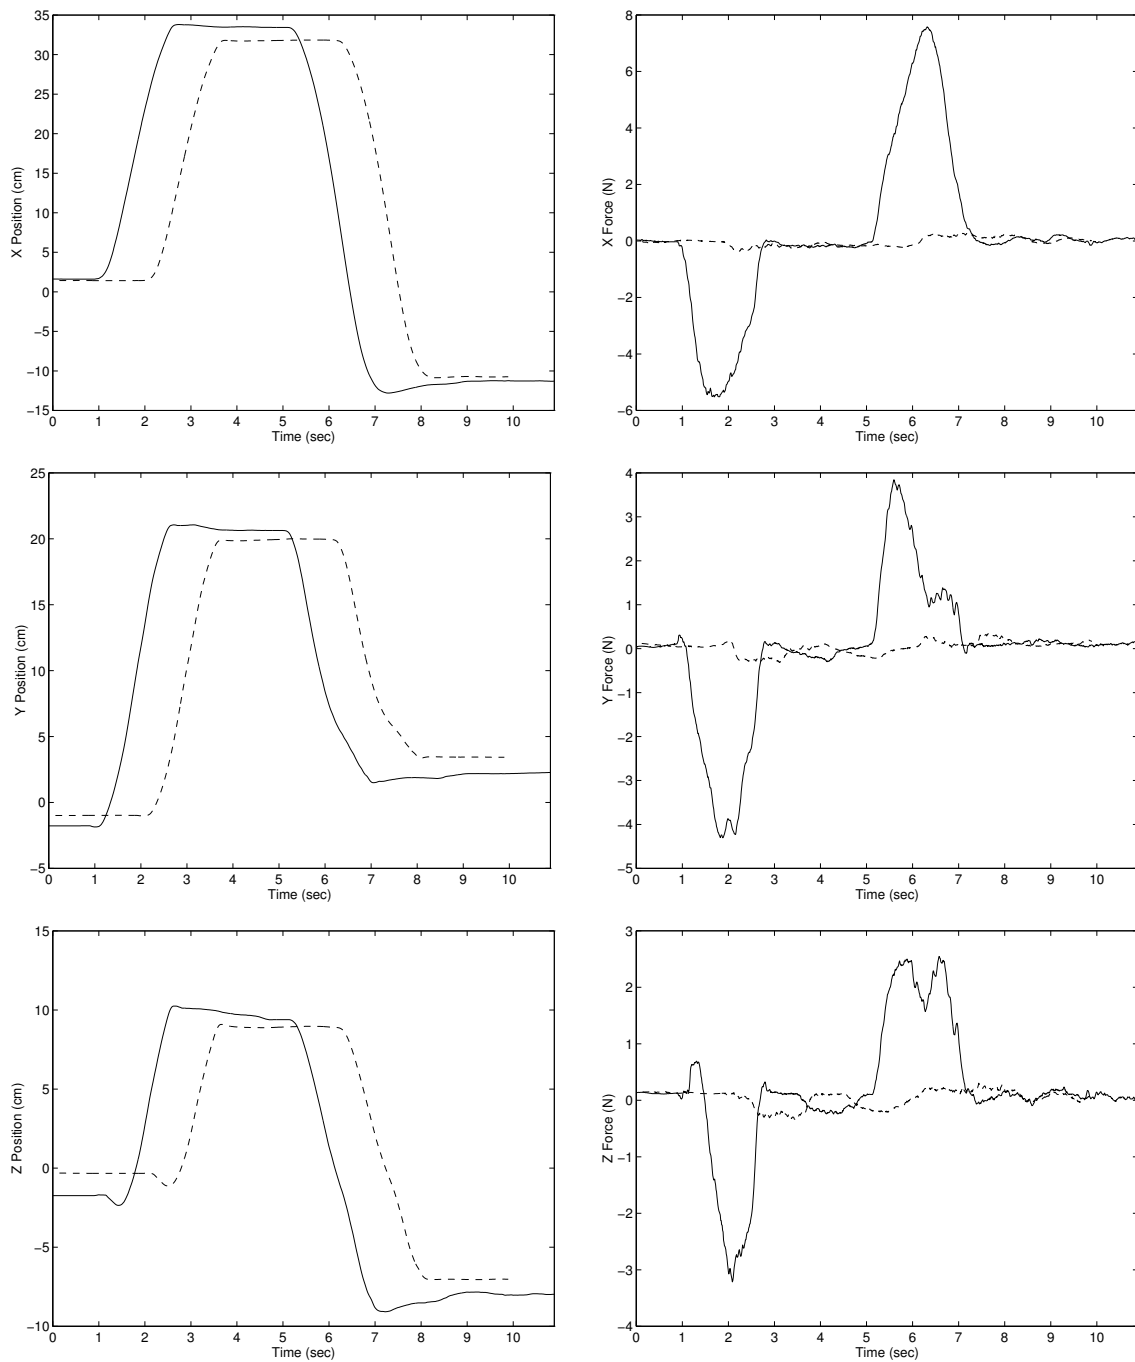 35
30
25
20
15
10
5
0
−5
−10
−15
X Position (cm)
0 1 2 3 4 5 6 7 8 9 10
Time (sec)
8
6
4
2
0
−2
−4
−6
X Force (N)
0 1 2 3 4 5 6 7 8 9 10
Time (sec)
25
20
15
10
5
0
−5
Y Position (cm)
0 1 2 3 4 5 6 7 8 9 10
Time (sec)
4
3
2
1
0
−1
−2
−3
−4
−5
Y Force (N)
0 1 2 3 4 5 6 7 8 9 10
Time (sec)
15
10
5
0
−5
−10
Z Position (cm)
0 1 2 3 4 5 6 7 8 9 10
Time (sec)
3
2
1
0
−1
−2
−3
−4
Z Force (N)
0 1 2 3 4 5 6 7 8 9 10
Time (sec)